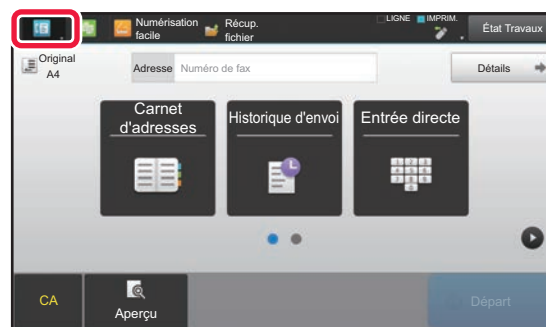 Numérisation
facile
Récup.
fichier
LIGNE
IMPRIM.
État Travaux
Original
A4
Adresse
Numéro de fax
Détails
Carnet
d'adresses
Historique d'envoi
Entrée directe
CA
Aperçu
Départ